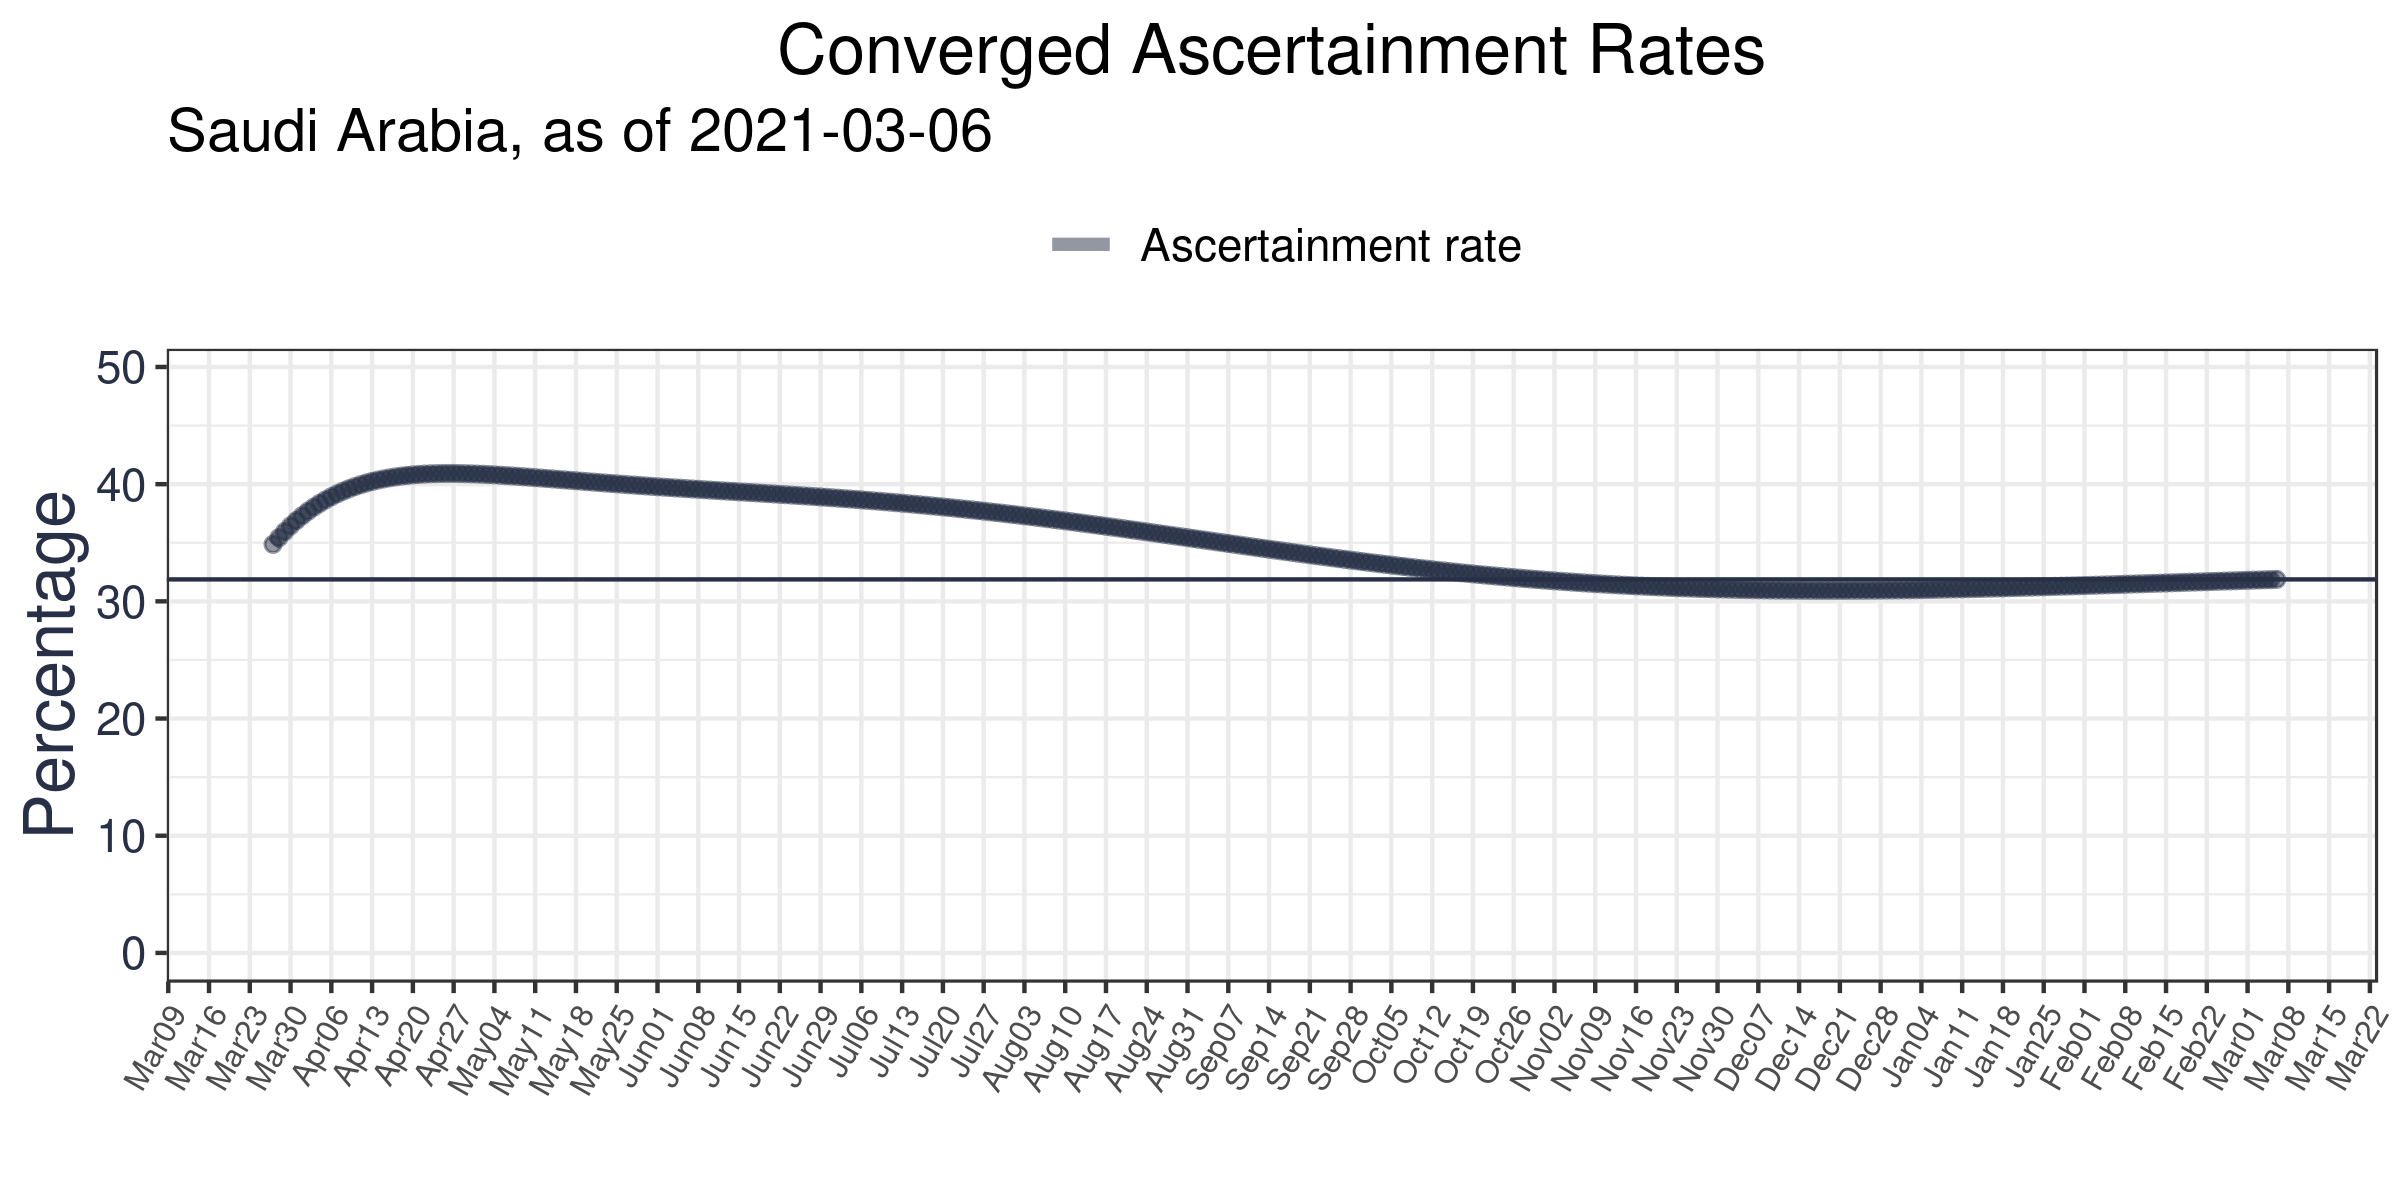 Converged Ascertainment Rates
Saudi Arabia, as of 2021-03-06
Ascertainment rate
Percentage
50
40
30
20
10
0
Mar09 Mar16 Mar23 Mar30 Apr06 Apr13 Apr20 Apr27 May04 May11 May18 May25 Jun01 Jun08 Jun15 Jun22 Jun29 Jul06 Jul13 Jul20 Jul27 Aug03 Aug10 Aug17 Aug24 Aug31 Sep07 Sep14 Sep21 Sep28 Oct05 Oct12 Oct19 Oct26 Nov02 Nov09 Nov16 Nov23 Nov30 Dec07 Dec14 Dec21 Dec28 Jan04 Jan11 Jan18 Jan25 Feb01 Feb08 Feb15 Feb22 Mar01 Mar08 Mar15 Mar22